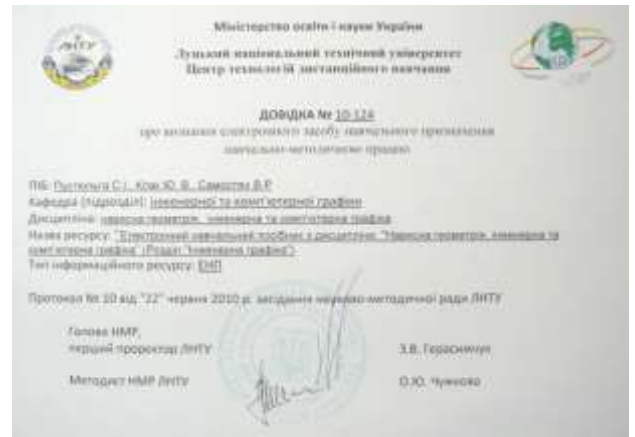 Міністерство освіти і науки України
Луцький національний технічний університет
Центр технологій дистанційного навчання
ДОВІДКА № 10-124
про визнання електронного засобу навчального призначення
навчально-методичною працею
ПІБ: Пустюльга С.І., Клак Ю. В., Самостян В.Р.
Кафедра (підрозділ): інженерної та комп'ютерної графіки
Дисципліна: нарисна геометрія, інженерна та комп'ютерна графіка
Назва ресурсу: "Електронний навчальний посібник з дисципліни: "Нарисна геометрія, інженерна та
комп'ютерна графіка" (Розділ "Інженерна графіка")
Тип інформаційного ресурсу: ЕНП
Протокол № 10 від "22" червня 2010 р. засідання науково-методичної ради ЛНТУ
Голова НМР,
перший проректор ЛНТУ
З.В. Герасимчук
Методист НМР ЛНТУ
О.Ю. Чумкова